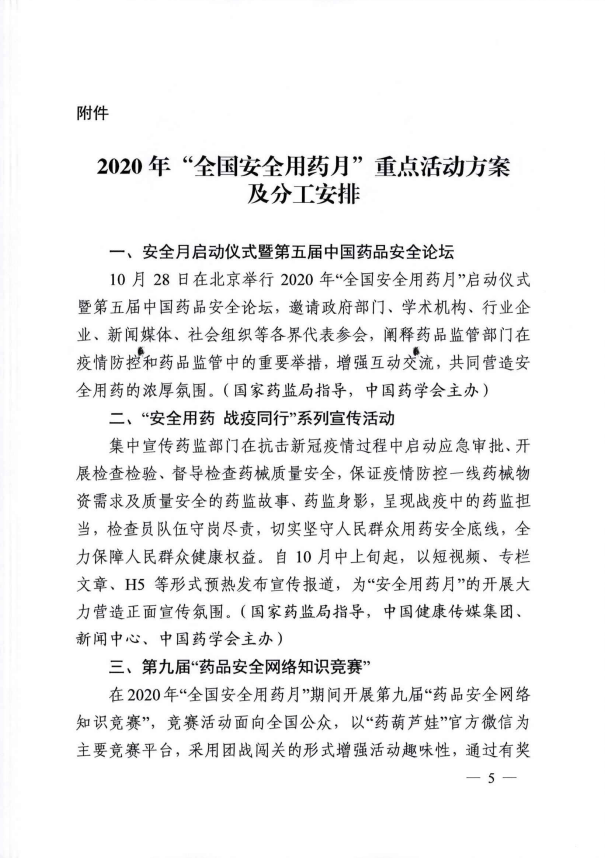 附件
2020 年“全国安全用药月”重点活动方案
及分工安排
一、安全月启动仪式暨第五届中国药品安全论坛
10 月 28 日在北京举行 2020 年“全国安全用药月”启动仪式
暨第五届中国药品安全论坛，邀请政府部门、学术机构、行业企
业、新闻媒体、社会组织等各界代表参会，阐释药品监管部门在
疫情防控和药品监管中的重要举措，增强互动交流，共同营造安
全用药的浓厚氛围。（国家药监局指导，中国药学会主办）
二、“安全用药 战疫同行”系列宣传活动
集中宣传药监部门在抗击新冠疫情过程中启动应急审批、开
展检查检验、督导检查药械质量安全，保证疫情防控一线药械物
资需求及质量安全的药监故事、药监身影，呈现战疫中的药监担
当，检查员队伍守岗尽责，切实坚守人民群众用药安全底线，全
力保障人民群众健康权益。自 10 月中上旬起，以短视频、专栏
文章、H5 等形式预热发布宣传报道，为“安全用药月”的开展大
力营造正面宣传氛围。（国家药监局指导，中国健康传媒集团、
新闻中心、中国药学会主办）
三、第九届“药品安全网络知识竞赛”
在 2020 年“全国安全用药月”期间开展第九届“药品安全网络
知识竞赛”，竞赛活动面向全国公众，以“药葫芦娃”官方微信为
主要竞赛平台，采用团战闯关的形式增强活动趣味性，通过有奖
— 5 —